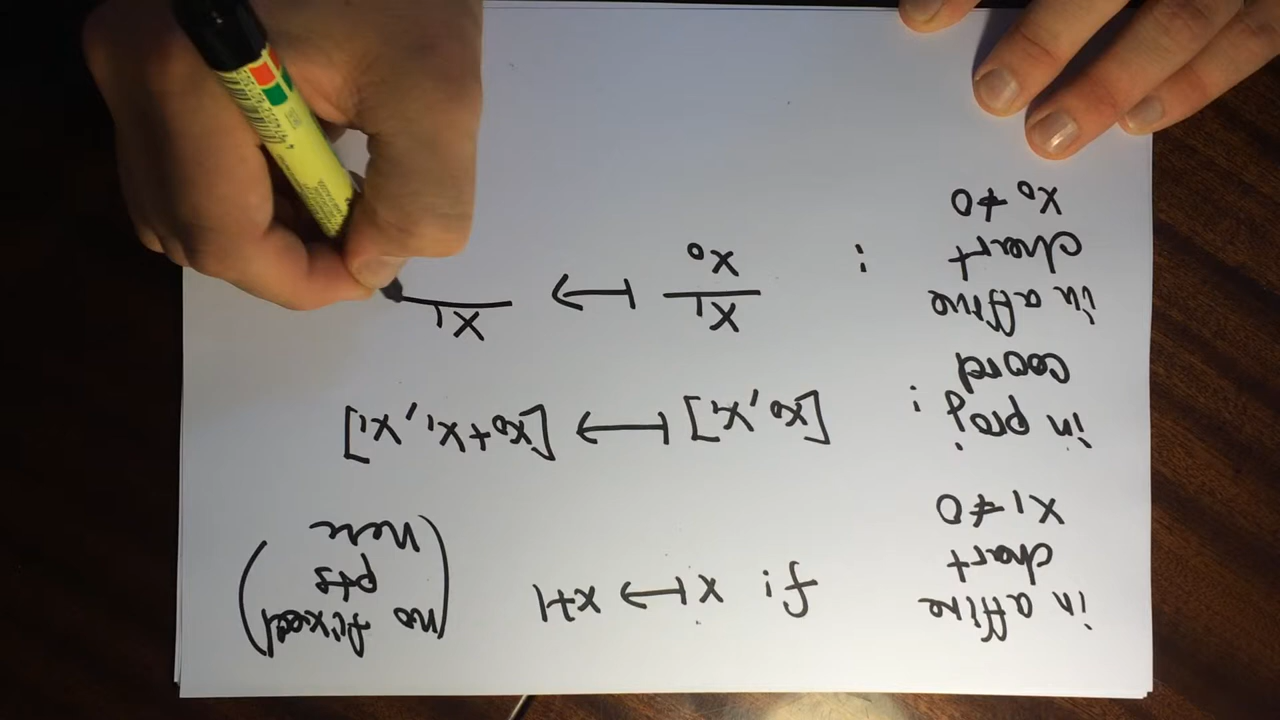 in affine
chart
x₁ ≠ 0
f: x ↦ x+1
(no fixed
pts
here)
in proj
coord
: [x₀, x₁] ↦ [x₀+x₁, x₁]
in affine
chart
x₀ ≠ 0
:
x₁
x₀
↦
x₁